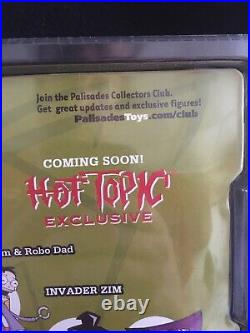 Join the Palisades Collectors Club.
Get great updates and exclusive figures!
PalisadesToys.com/club
COMING SOON!
HOT TOPIC
EXCLUSIVE
m & Robo Dad
INVADER ZIM